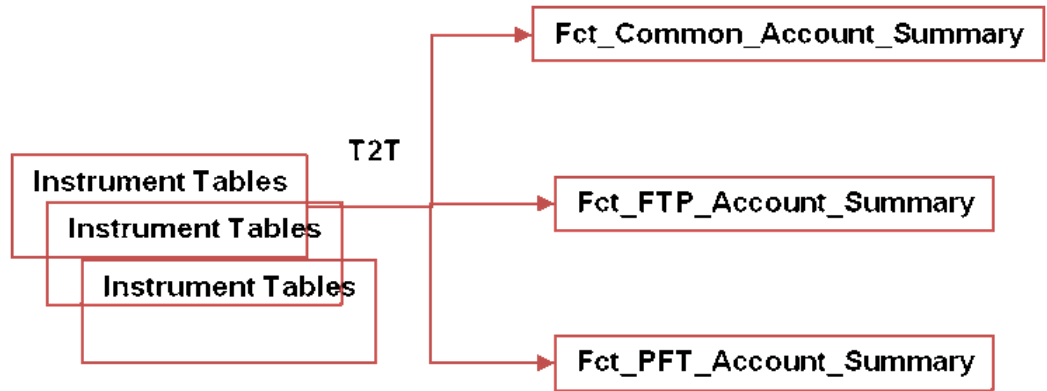 Fct_Common_Account_Summary
T2T
Instrument Tables
Instrument Tables
Fct_FTP_Account_Summary
Instrument Tables
Fct_PFT_Account_Summary